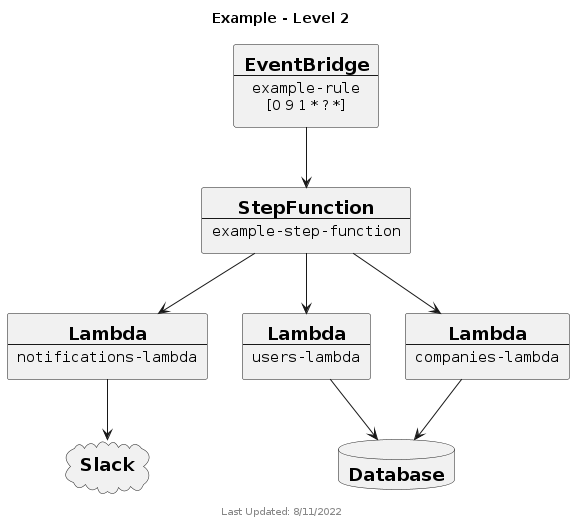 Example - Level 2
EventBridge
example-rule
[0 9 1 * ? *]
StepFunction
example-step-function
Lambda
notifications-lambda
Lambda
users-lambda
Lambda
companies-lambda
Slack
Database
Last Updated: 8/11/2022